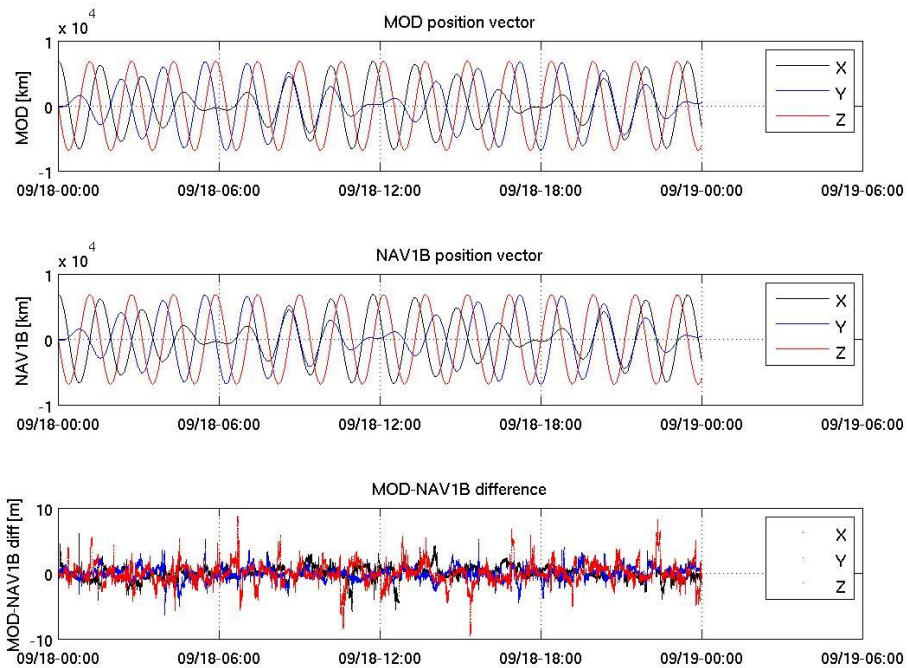 MOD position vector
x 10 4
1
0
-1
MOD [km]
X
Y
Z
09/18-00:00 09/18-06:00 09/18-12:00 09/18-18:00 09/19-00:00 09/19-06:00
NAV1B position vector
x 10 4
1
0
-1
NAV1B [km]
X
Y
Z
09/18-00:00 09/18-06:00 09/18-12:00 09/18-18:00 09/19-00:00 09/19-06:00
MOD-NAV1B difference
10
0
-10
MOD-NAV1B diff [m]
X
Y
Z
09/18-00:00 09/18-06:00 09/18-12:00 09/18-18:00 09/19-00:00 09/19-06:00